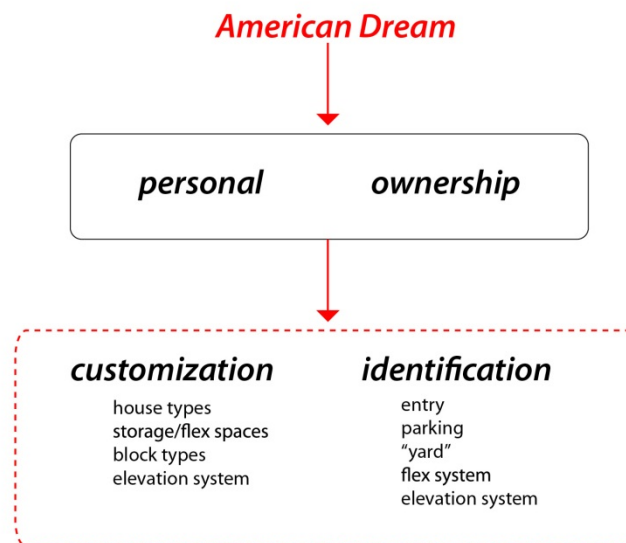 American Dream
personal ownership
customization
house types
storage/flex spaces
block types
elevation system
identification
entry
parking
“yard”
flex system
elevation system